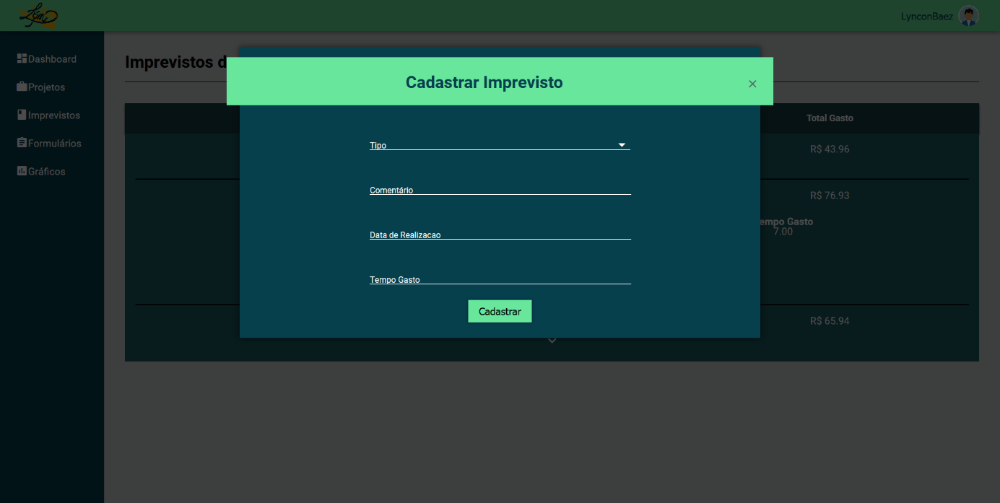 LynconBaez
Dashboard
Projetos
Imprevistos
Formulários
Gráficos
Imprevistos d
Cadastrar Imprevisto
×
Tipo
Comentário
Data de Realizacao
Tempo Gasto
Cadastrar
Total Gasto
R$ 43.96
R$ 76.93
empo Gasto
7.00
R$ 65.94